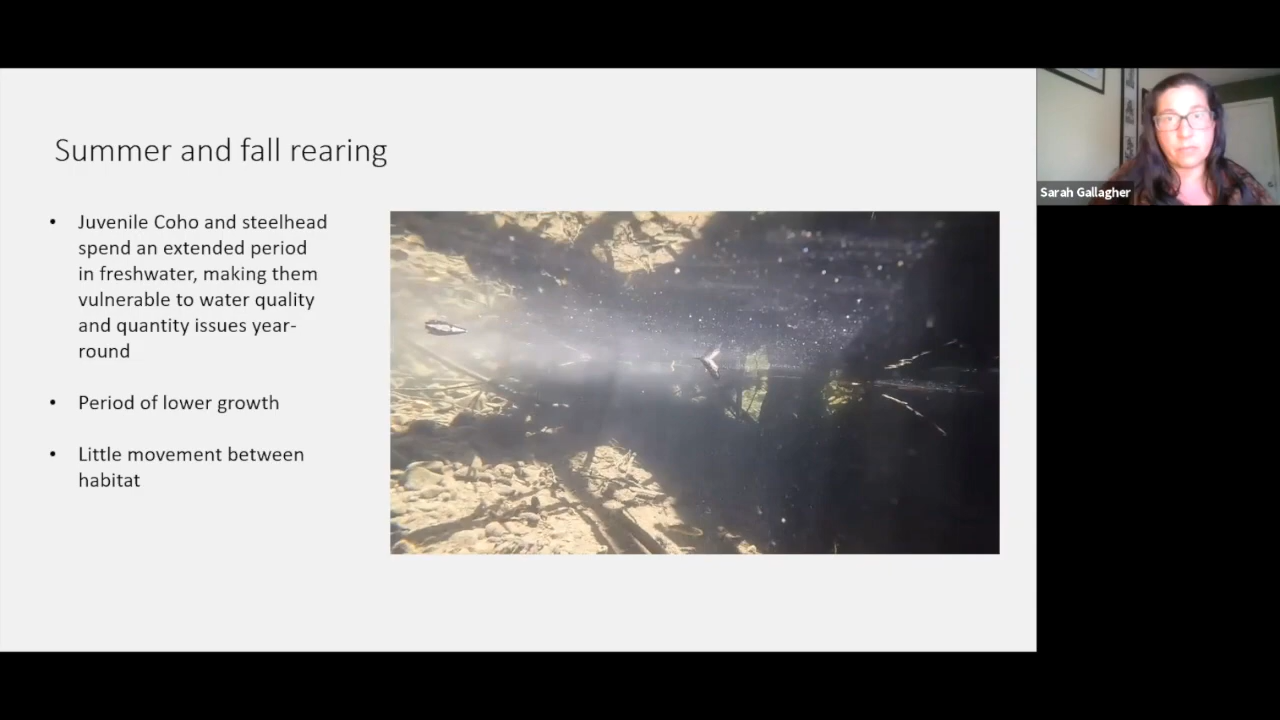 Summer and fall rearing
• Juvenile Coho and steelhead
spend an extended period
in freshwater, making them
vulnerable to water quality
and quantity issues year-
round
• Period of lower growth
• Little movement between
habitat
Sarah Gallagher